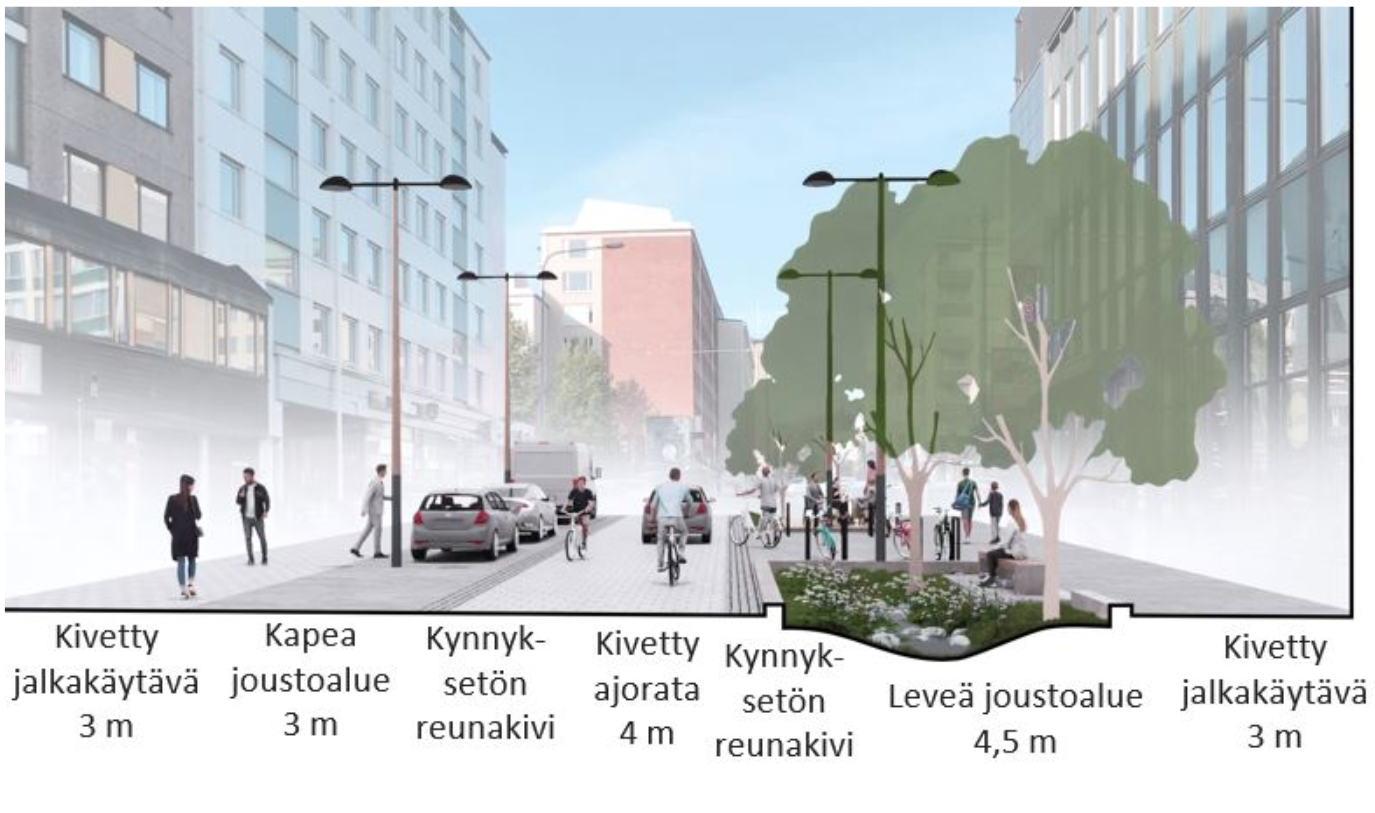 Kivetty
jalkakäytävä
3 m
Kapea
joustoalue
3 m
Kynnyk-
setön
reunakivi
Kivetty
ajorata
4 m
Kynnyk-
setön
reunakivi
Leveä joustoalue
4,5 m
Kivetty
jalkakäytävä
3 m